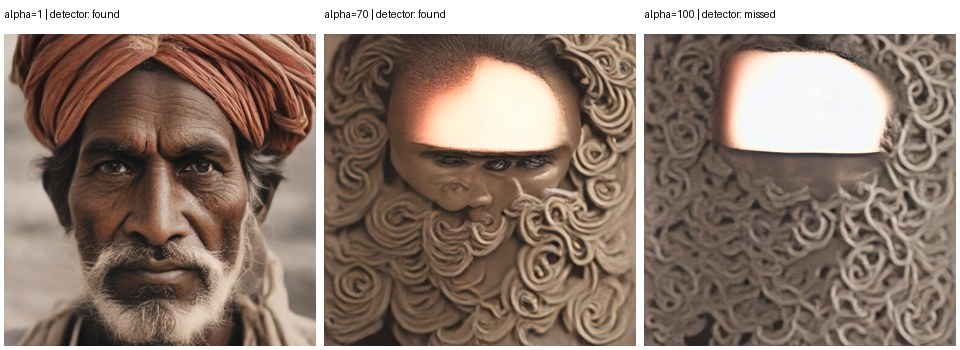 alpha=1 | detector: found
alpha=70 | detector: found
alpha=100 | detector: missed